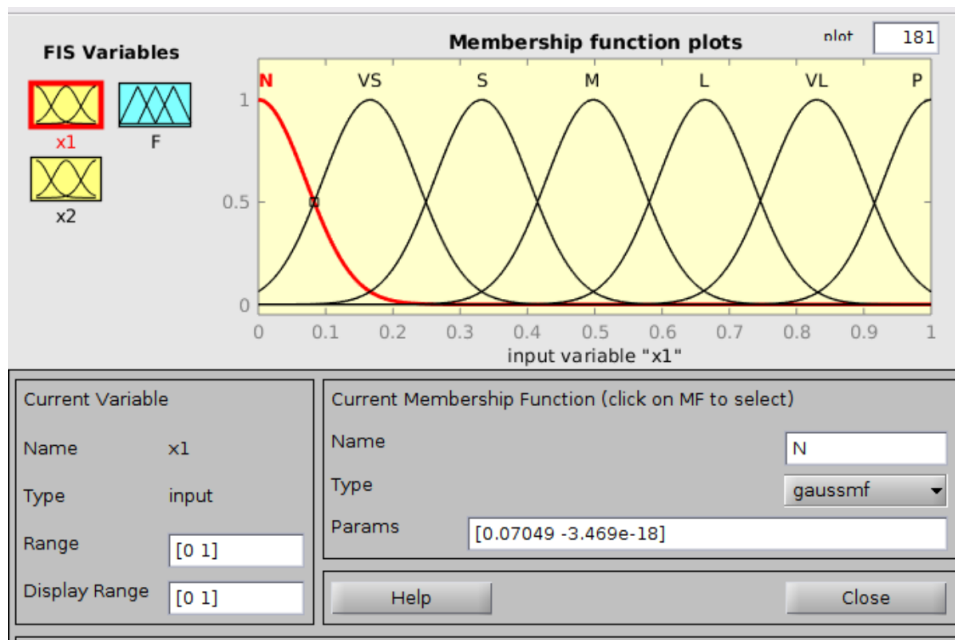 FIS Variables
Membership function plots
plot
181
N
VS
S
M
L
VL
P
1
0.5
0
x1
F
x2
0
0.1
0.2
0.3
0.4
0.5
0.6
0.7
0.8
0.9
1
input variable "x1"
Current Variable
Name x1
Type input
Range [0 1]
Display Range [0 1]
Current Membership Function (click on MF to select)
Name N
Type gaussmf
Params [0.07049 -3.469e-18]
Help
Close